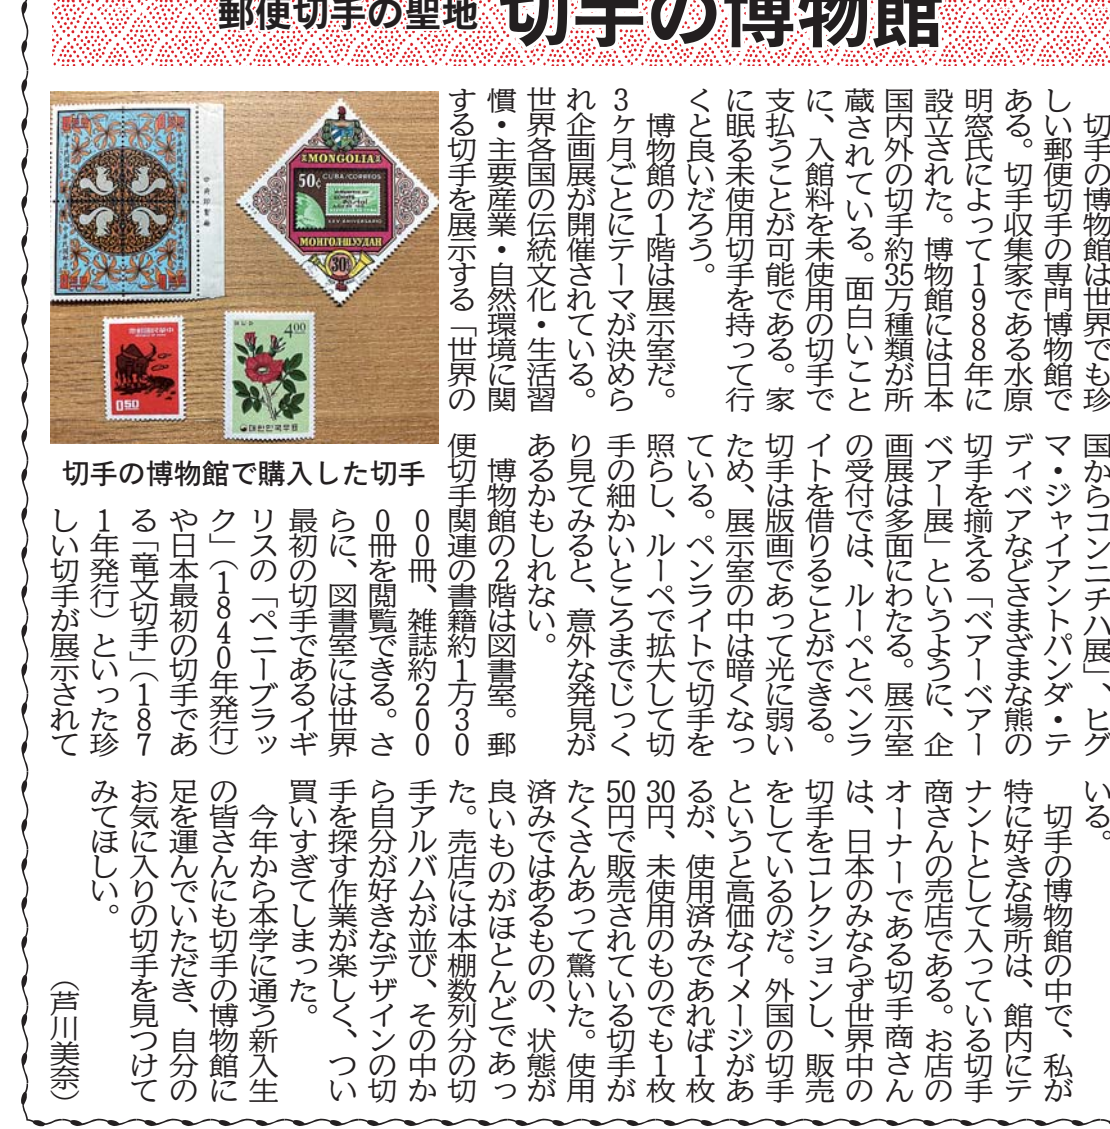 郵便切手の聖地 切手の博物館
切手の博物館は世界でも珍
しい郵便切手の専門博物館で
ある。切手収集家である水原
明窓氏によって1988年に
設立された。博物館には日本
国内外の切手約35万種類が所
蔵されている。面白いこと
に、入館料を未使用の切手で
支払うことが可能である。家
に眠る未使用切手を持って行
くと良いだろう。
博物館の1階は展示室だ。
3ヶ月ごとにテーマが決めら
れ企画展が開催されている。
世界各国の伝統文化・生活習
慣・主要産業・自然環境に関
する切手を展示する「世界の
国からコンニチハ展」、ヒグ
マ・ジャイアントパンダ・テ
ディベアなどさまざまな熊の
切手を揃える「ベアーベアー
ベアー展」というように、企
画展は多面にわたる。展示室
の受付では、ルーペとペンラ
イトを借りることができる。
切手は版画であって光に弱い
ため、展示室の中は暗くなっ
ている。ペンライトで切手を
照らし、ルーペで拡大して切
手の細かいところまでじっく
り見てみると、意外な発見が
あるかもしれない。
博物館の2階は図書室。郵
便切手関連の書籍約1万30
00冊、雑誌約200
0冊を閲覧できる。さ
らに、図書室には世界
最初の切手であるイギ
リスの「ペニーブラッ
ク」(1840年発行)
や日本最初の切手であ
る「竜文切手」(187
1年発行)といった珍
しい切手が展示されて
いる。
切手の博物館の中で、私が
特に好きな場所は、館内にテ
ナントとして入っている切手
商さんの売店である。お店の
オーナーである切手商さん
は、日本のみならず世界中の
切手をコレクションし、販売
をしているのだ。外国の切手
というと高価なイメージがあ
るが、使用済みであれば1枚
30円、未使用のものでも1枚
50円で販売されている切手が
たくさんあって驚いた。使用
済みではあるものの、状態が
良いものがほとんどであっ
た。売店には本棚数列分の切
手アルバムが並び、その中か
ら自分が好きなデザインの切
手を探す作業が楽しく、つい
買いすぎてしまった。
今年から本学に通う新入生
の皆さんにも切手の博物館に
足を運んでいただき、自分の
お気に入りの切手を見つけて
みてほしい。
(芦川美奈)
MONGOLIA
50¢ CUBA/CORREOS
XXV ANIVERSARIO
МОНГОЛ ШУУДАН
30
中華民國郵票
0.50
4.00
대한민국우표
切手の博物館で購入した切手